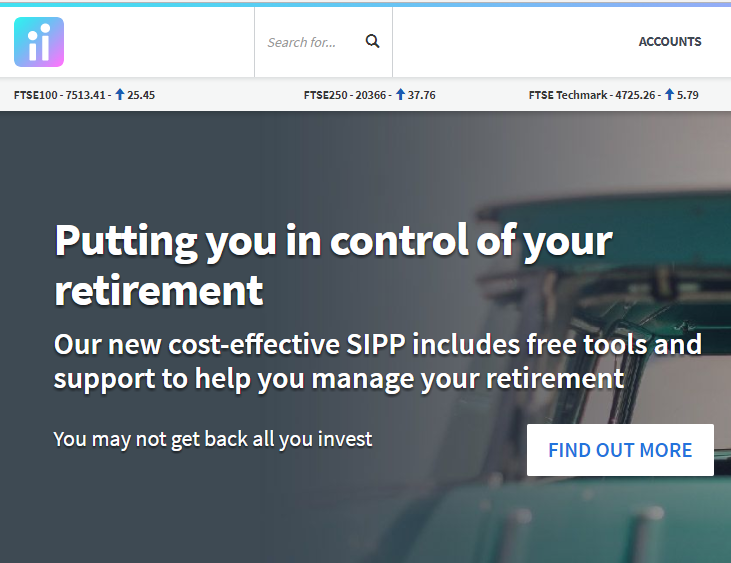 ii
Search for...
ACCOUNTS
FTSE100 - 7513.41 - 25.45
FTSE250 - 20366 - 37.76
FTSE Techmark - 4725.26 - 5.79
Putting you in control of your
retirement
Our new cost-effective SIPP includes free tools and
support to help you manage your retirement
You may not get back all you invest
FIND OUT MORE